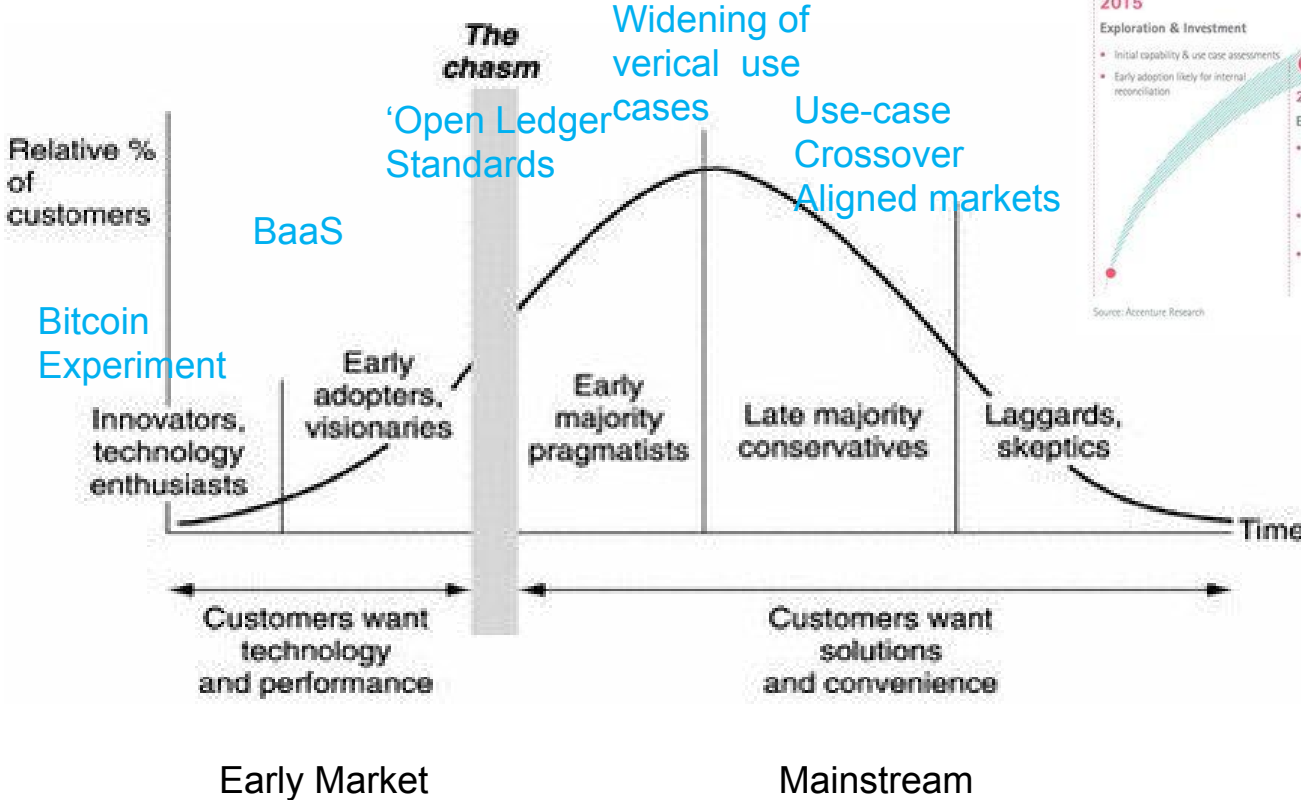 The
chasm
Widening of
verical use
cases
‘Open Ledger
Standards
Use-case
Crossover
Aligned markets
2015
Exploration & Investment
• Initial capability & use case assessments
• Early adoption likely for internal
reconciliation
Source: Accenture Research
Relative %
of
customers
BaaS
Bitcoin
Experiment
Innovators,
technology
enthusiasts
Early
adopters,
visionaries
Early
majority
pragmatists
Late majority
conservatives
Laggards,
skeptics
Time
Customers want
technology
and performance
Customers want
solutions
and convenience
Early Market
Mainstream